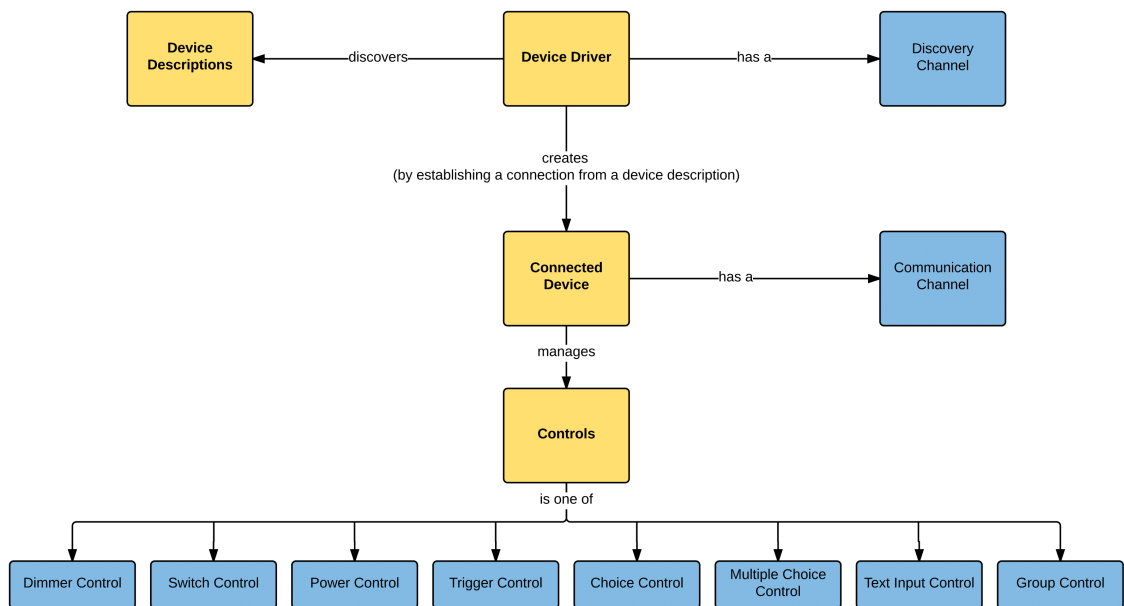 Device
Descriptions
discovers
Device Driver
has a
Discovery
Channel
creates
(by establishing a connection from a device description)
Connected
Device
has a
Communication
Channel
manages
Controls
is one of
Dimmer Control
Switch Control
Power Control
Trigger Control
Choice Control
Multiple Choice
Control
Text Input Control
Group Control